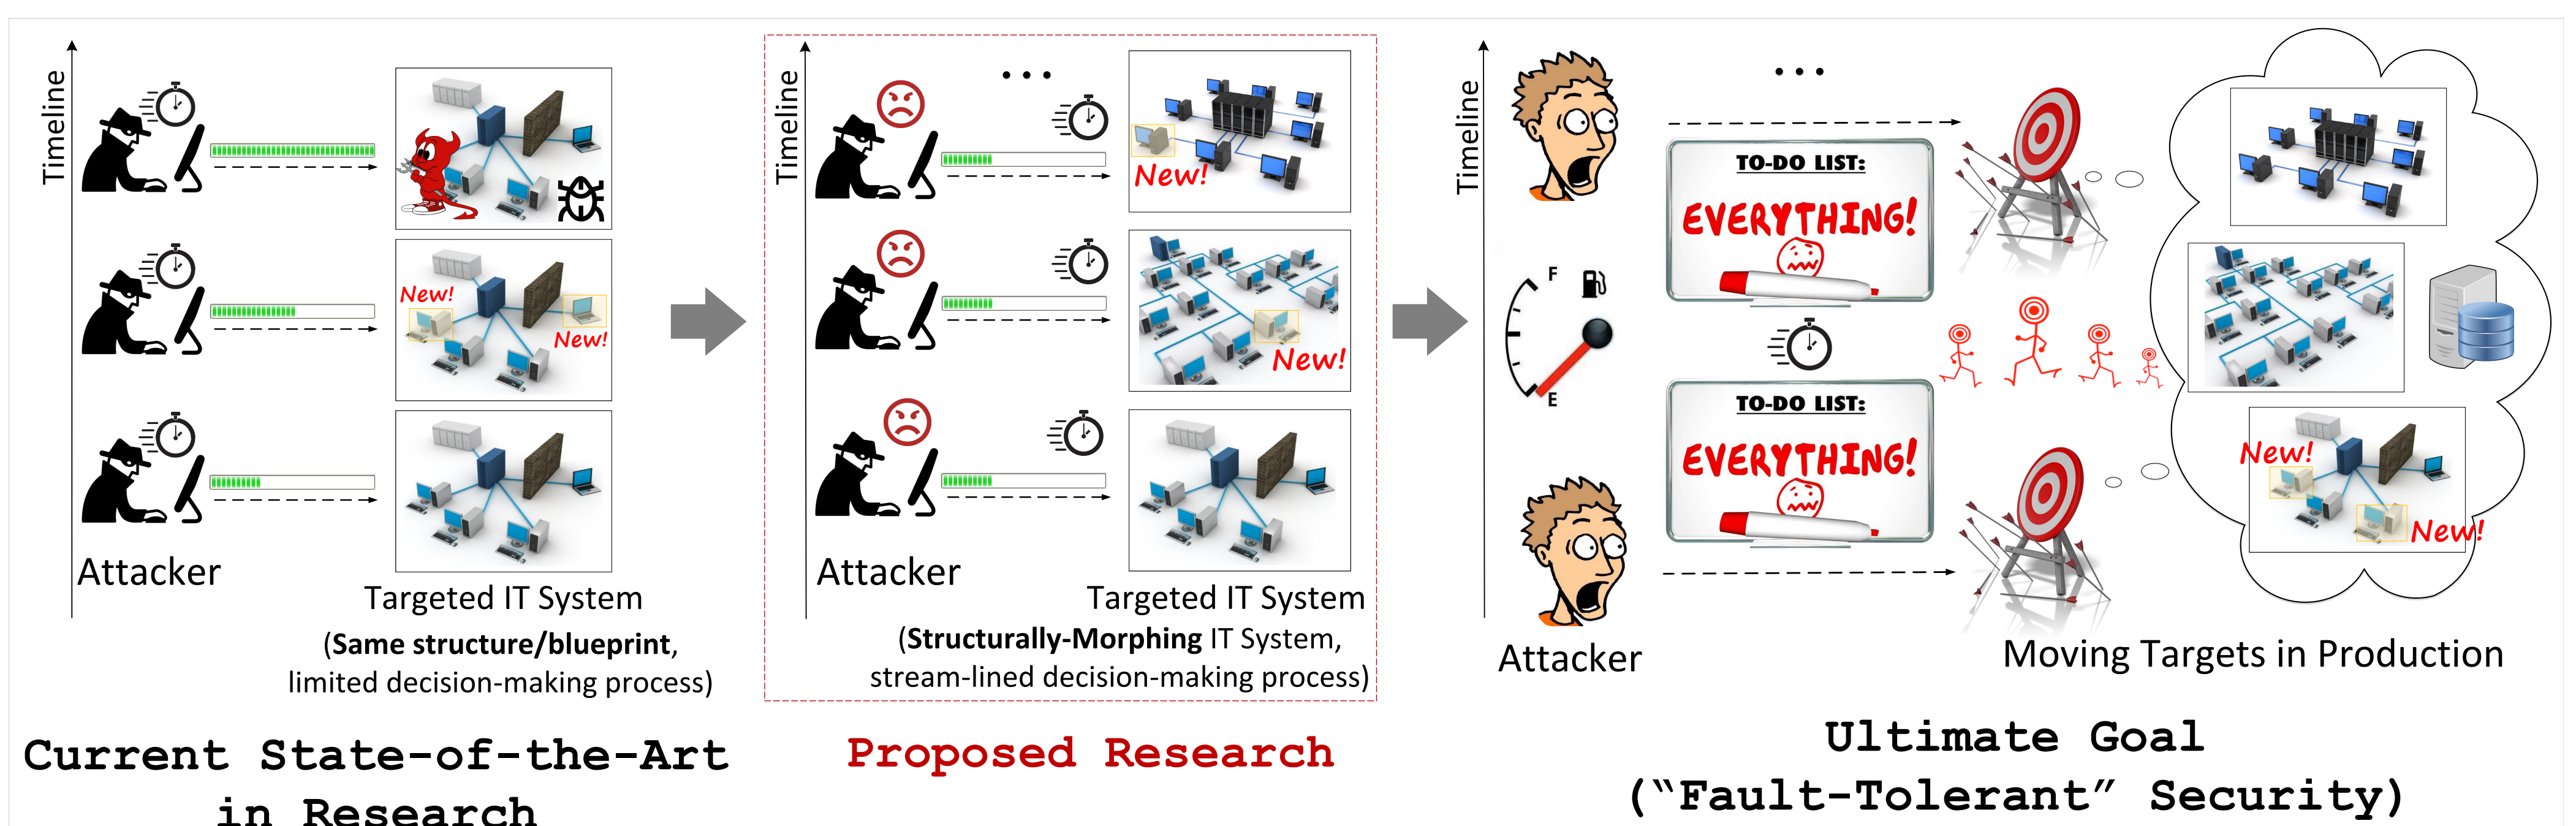 Timeline
New!
New!
Attacker
Targeted IT System
(Same structure/blueprint,
limited decision-making process)
Current State-of-the-Art
in Research
Timeline
...
New!
New!
Attacker
Targeted IT System
(Structurally-Morphing IT System,
stream-lined decision-making process)
Proposed Research
Timeline
...
TO-DO LIST:
EVERYTHING!
F
E
TO-DO LIST:
EVERYTHING!
New!
New!
Attacker
Moving Targets in Production
Ultimate Goal
(“Fault-Tolerant” Security)